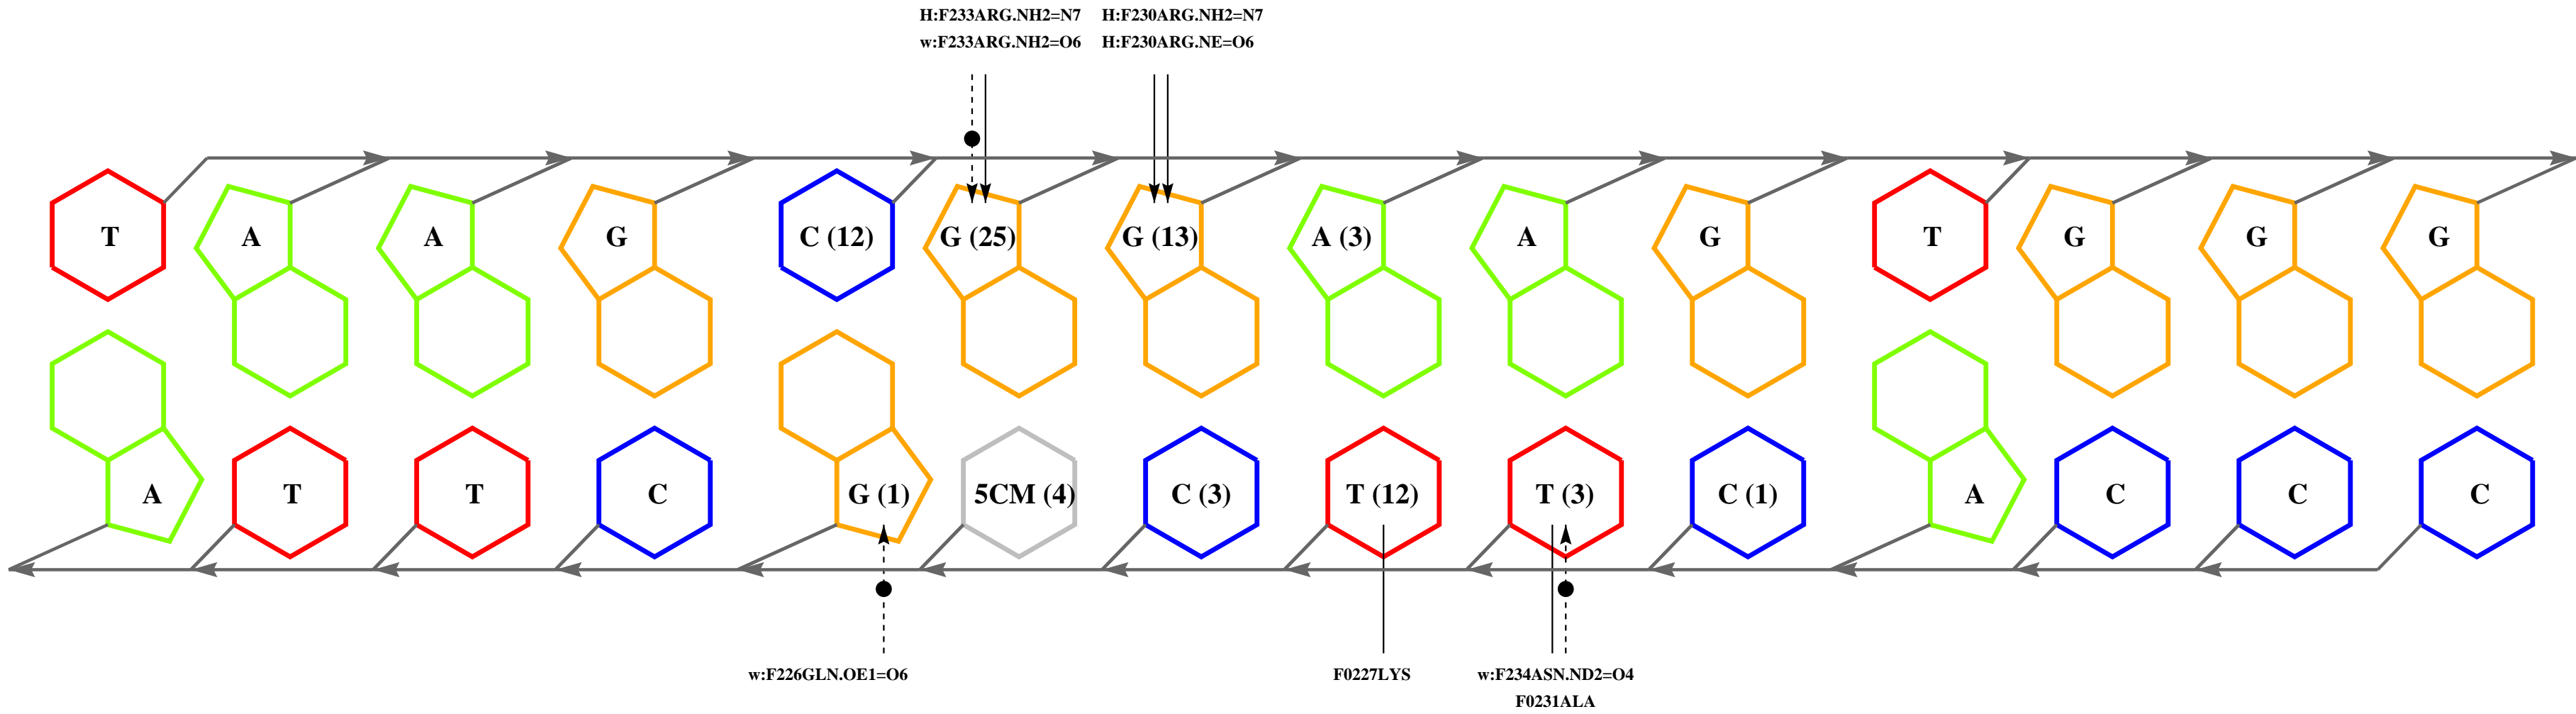 H:F233ARG.NH2=N7 H:F230ARG.NH2=N7
w:F233ARG.NH2=O6 H:F230ARG.NE=O6
T A A G C (12) G (25) G (13) A (3) A G T G G G
A T T C G (1) 5CM (4) C (3) T (12) T (3) C (1) A C C C
w:F226GLN.OE1=O6 F0227LYS w:F234ASN.ND2=O4
F0231ALA